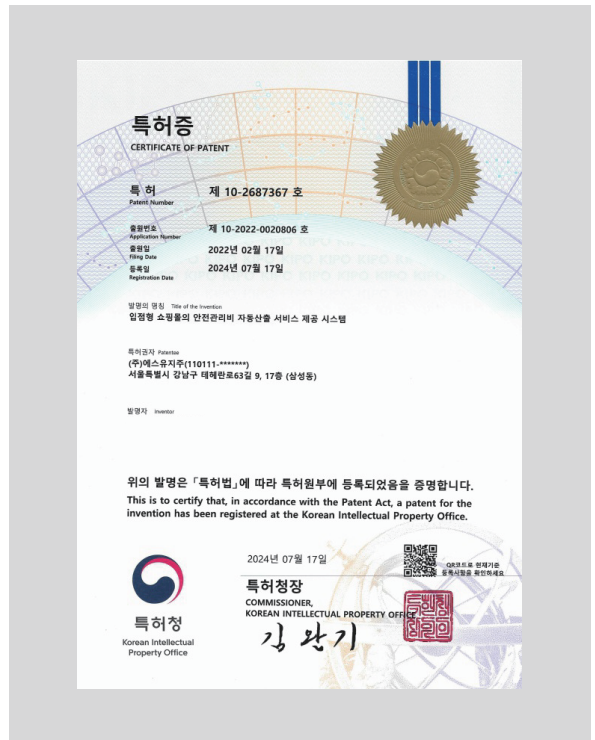 특허증
CERTIFICATE OF PATENT
특 허 제 10-2687367 호
Patent Number
출원번호 제 10-2022-0020806 호
Application Number
출원일 2022년 02월 17일
Filing Date
등록일 2024년 07월 17일
Registration Date
발명의 명칭 Title of the Invention
입점형 쇼핑몰의 안전관리비 자동산출 서비스 제공 시스템
특허권자 Patentee
(주)에스유지주(110111-*******)
서울특별시 강남구 테헤란로63길 9, 17층 (삼성동)
발명자 Inventor
위의 발명은 「특허법」에 따라 특허원부에 등록되었음을 증명합니다.
This is to certify that, in accordance with the Patent Act, a patent for the
invention has been registered at the Korean Intellectual Property Office.
2024년 07월 17일
QR코드로 현재기준
등록사항을 확인하세요
특허청장
COMMISSIONER,
KOREAN INTELLECTUAL PROPERTY OFFICE
김완기
특허청
Korean Intellectual
Property Office